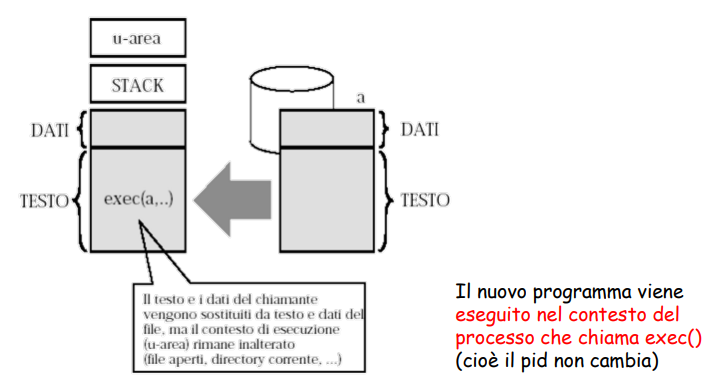 u-area
STACK
a
DATI
DATI
TESTO
exec(a,..)
TESTO
Il testo e i dati del chiamante
vengono sostituiti da testo e dati del
file, ma il contesto di esecuzione
(u-area) rimane inalterato
(file aperti, directory corrente, ...)
Il nuovo programma viene
eseguito nel contesto del
processo che chiama exec()
(cioè il pid non cambia)